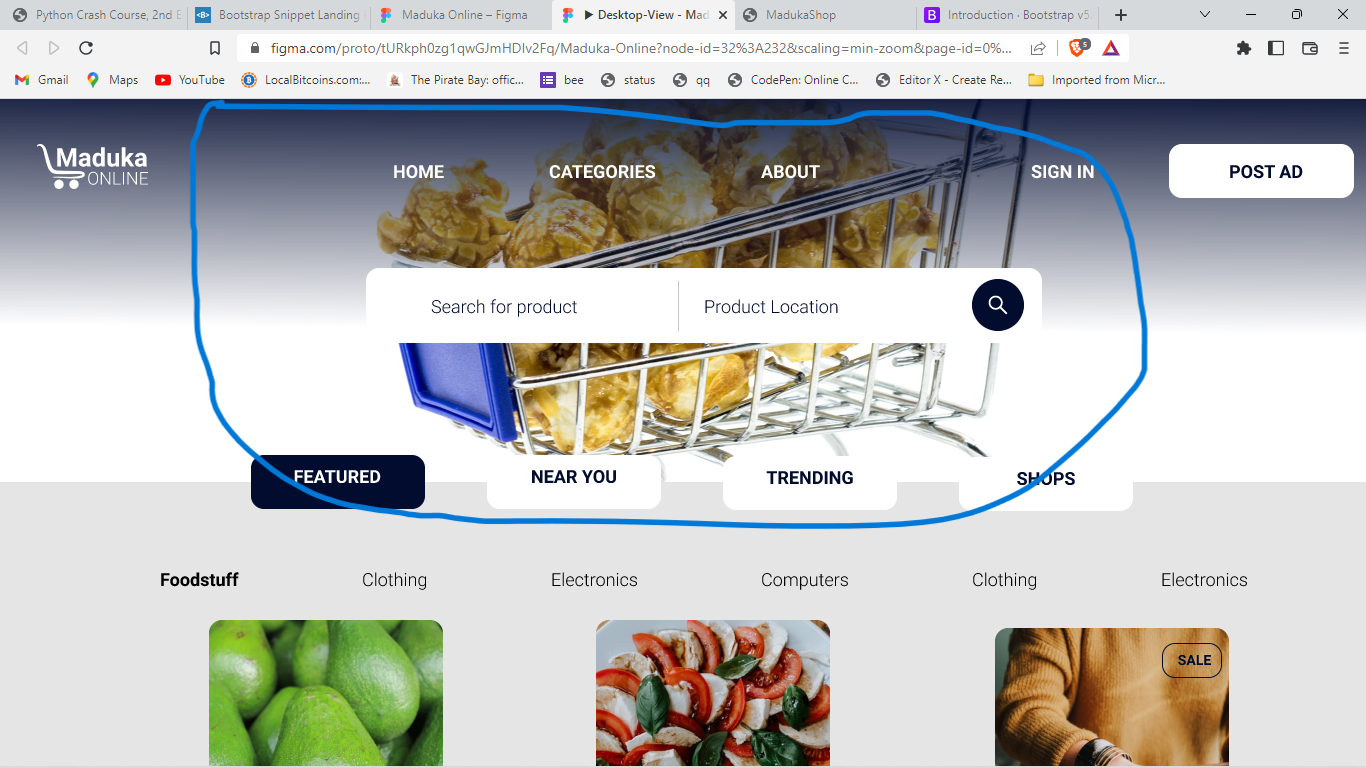 Python Crash Course, 2nd E
Bootstrap Snippet Landing
Maduka Online – Figma
Desktop-View - Mad
MadukaShop
Introduction · Bootstrap v5.
figma.com/proto/tURkph0zg1qwGJmHDlv2Fq/Maduka-Online?node-id=32%3A232&scaling=min-zoom&page-id=0%...
5
Gmail
Maps
YouTube
LocalBitcoins.com:...
The Pirate Bay: offic...
bee
status
qq
CodePen: Online C...
Editor X - Create Re...
Imported from Micr...
Maduka
ONLINE
HOME
CATEGORIES
ABOUT
SIGN IN
POST AD
Search for product
Product Location
FEATURED
NEAR YOU
TRENDING
SHOPS
Foodstuff
Clothing
Electronics
Computers
Clothing
Electronics
SALE